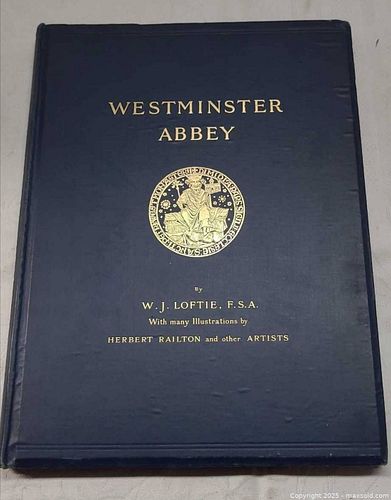 WESTMINSTER
ABBEY
By
W. J. LOFTIE, F.S.A.
With many Illustrations by
HERBERT RAILTON and other ARTISTS
Copyright 2025 - maxsold.com